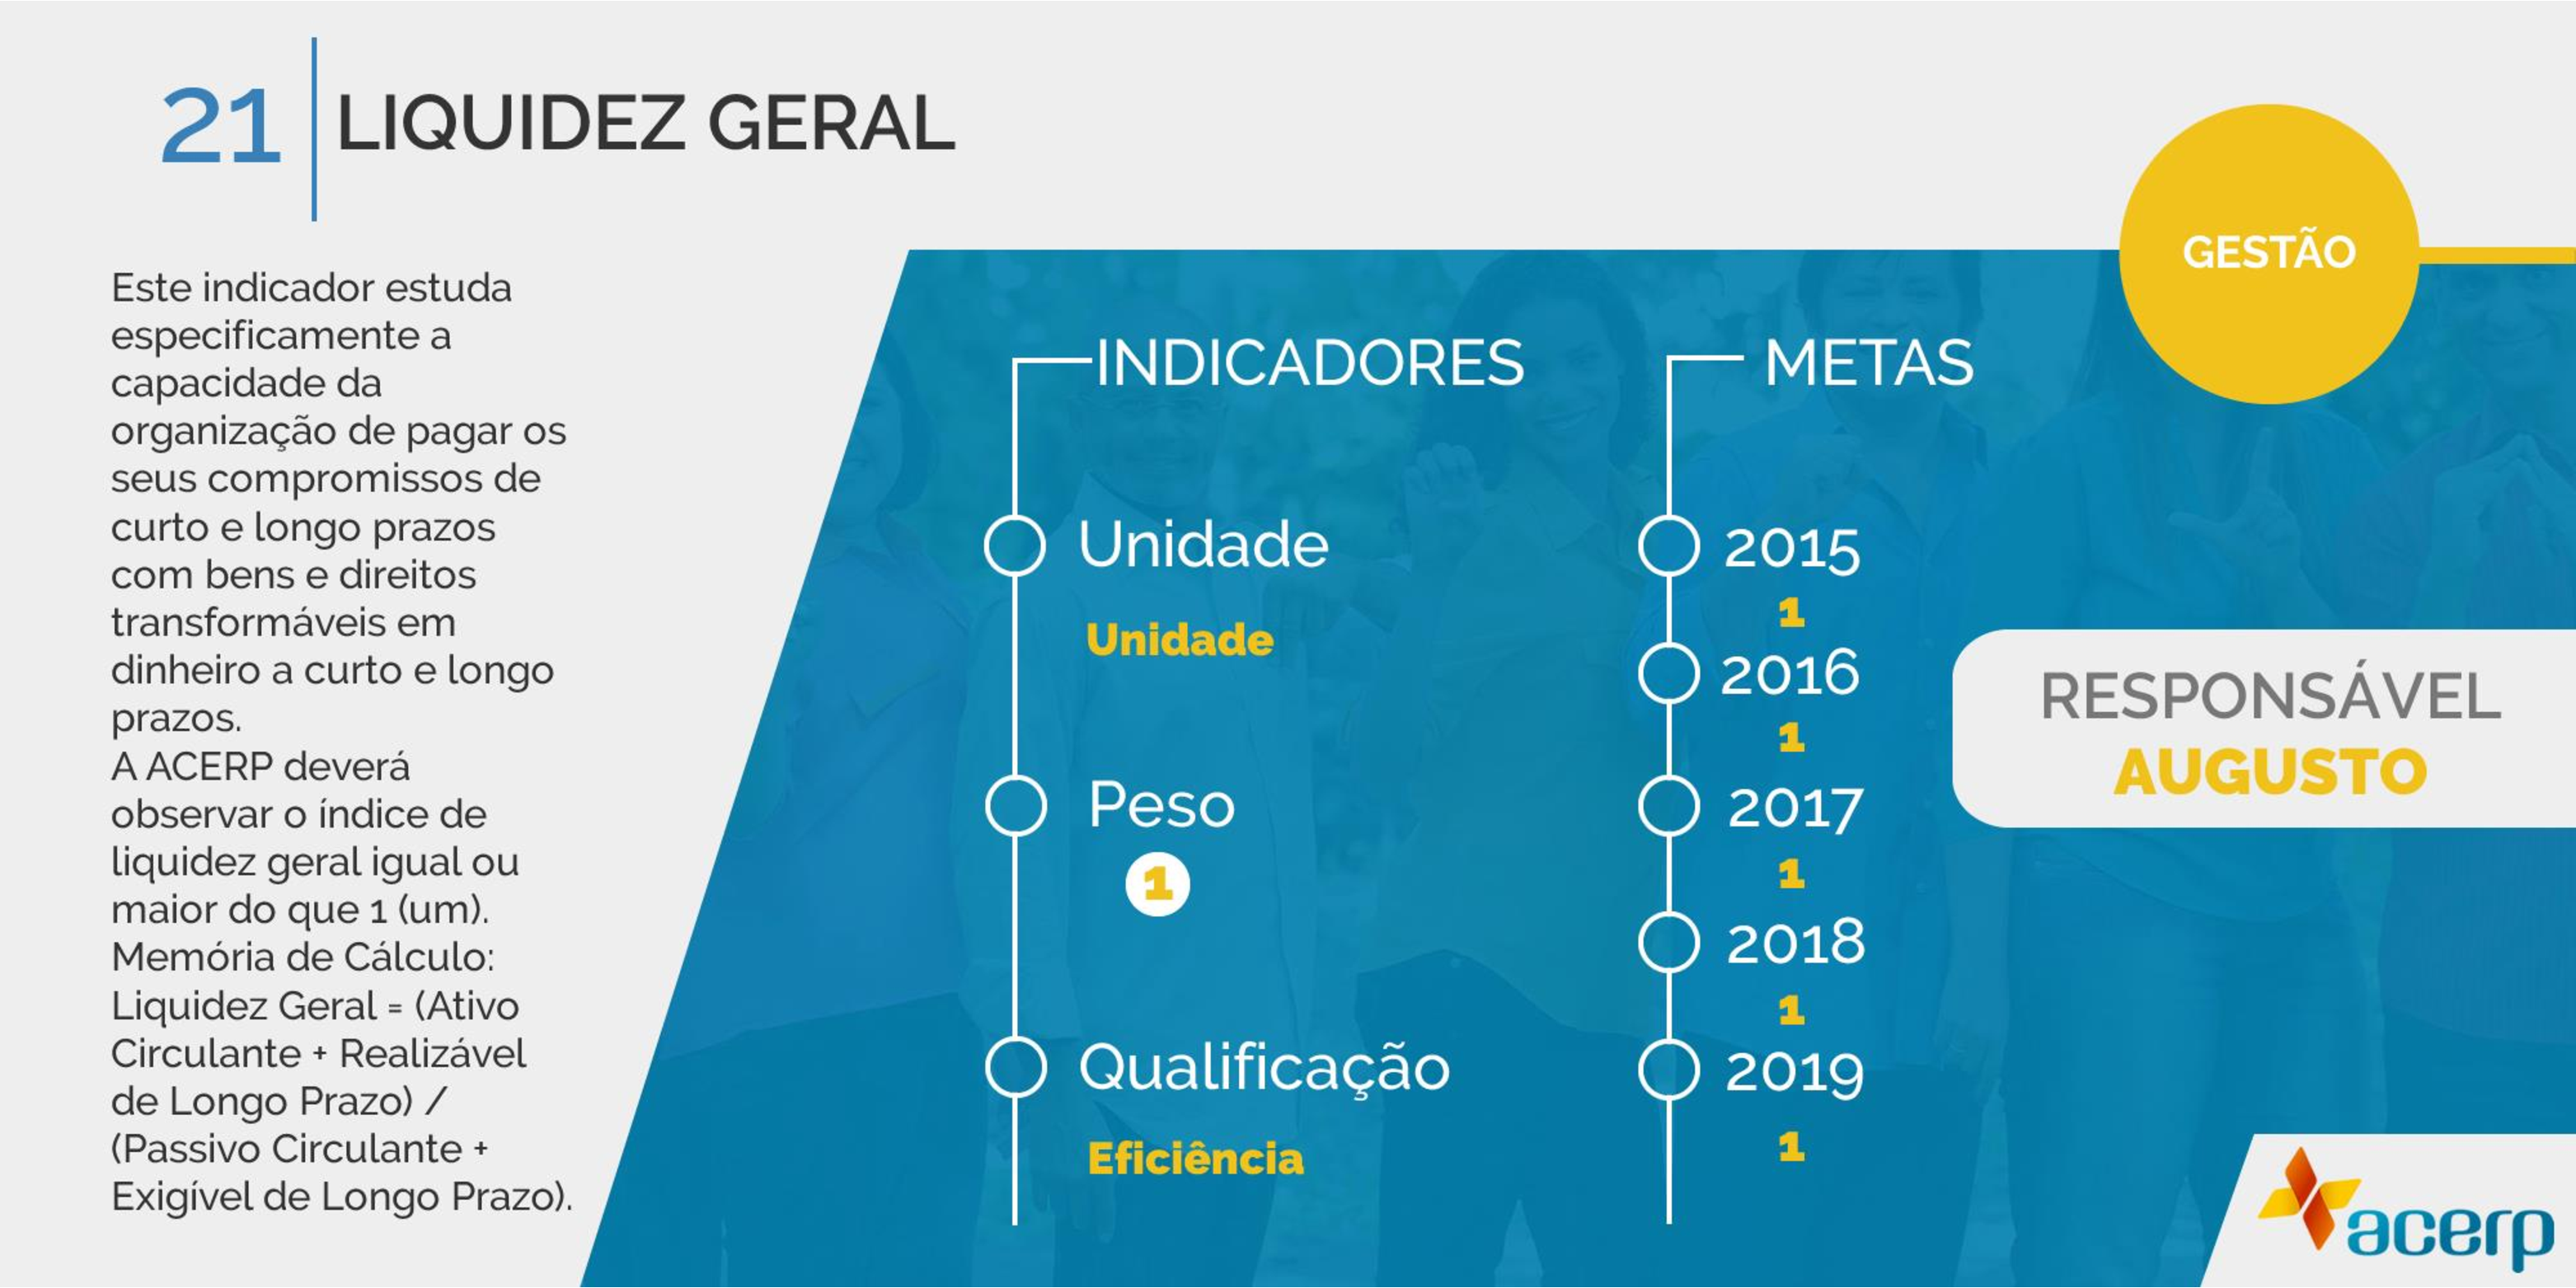 21
LIQUIDEZ GERAL
GESTÃO
Este indicador estuda
especificamente a
capacidade da
organização de pagar os
seus compromissos de
curto e longo prazos
com bens e direitos
transformáveis em
dinheiro a curto e longo
prazos.
A ACERP deverá
observar o índice de
liquidez geral igual ou
maior do que 1 (um).
Memória de Cálculo:
Liquidez Geral = (Ativo
Circulante + Realizável
de Longo Prazo) /
(Passivo Circulante +
Exigível de Longo Prazo).
INDICADORES
Unidade
Unidade
Peso
1
Qualificação
Eficiência
METAS
2015
1
2016
1
2017
1
2018
1
2019
1
RESPONSÁVEL
AUGUSTO
acerp